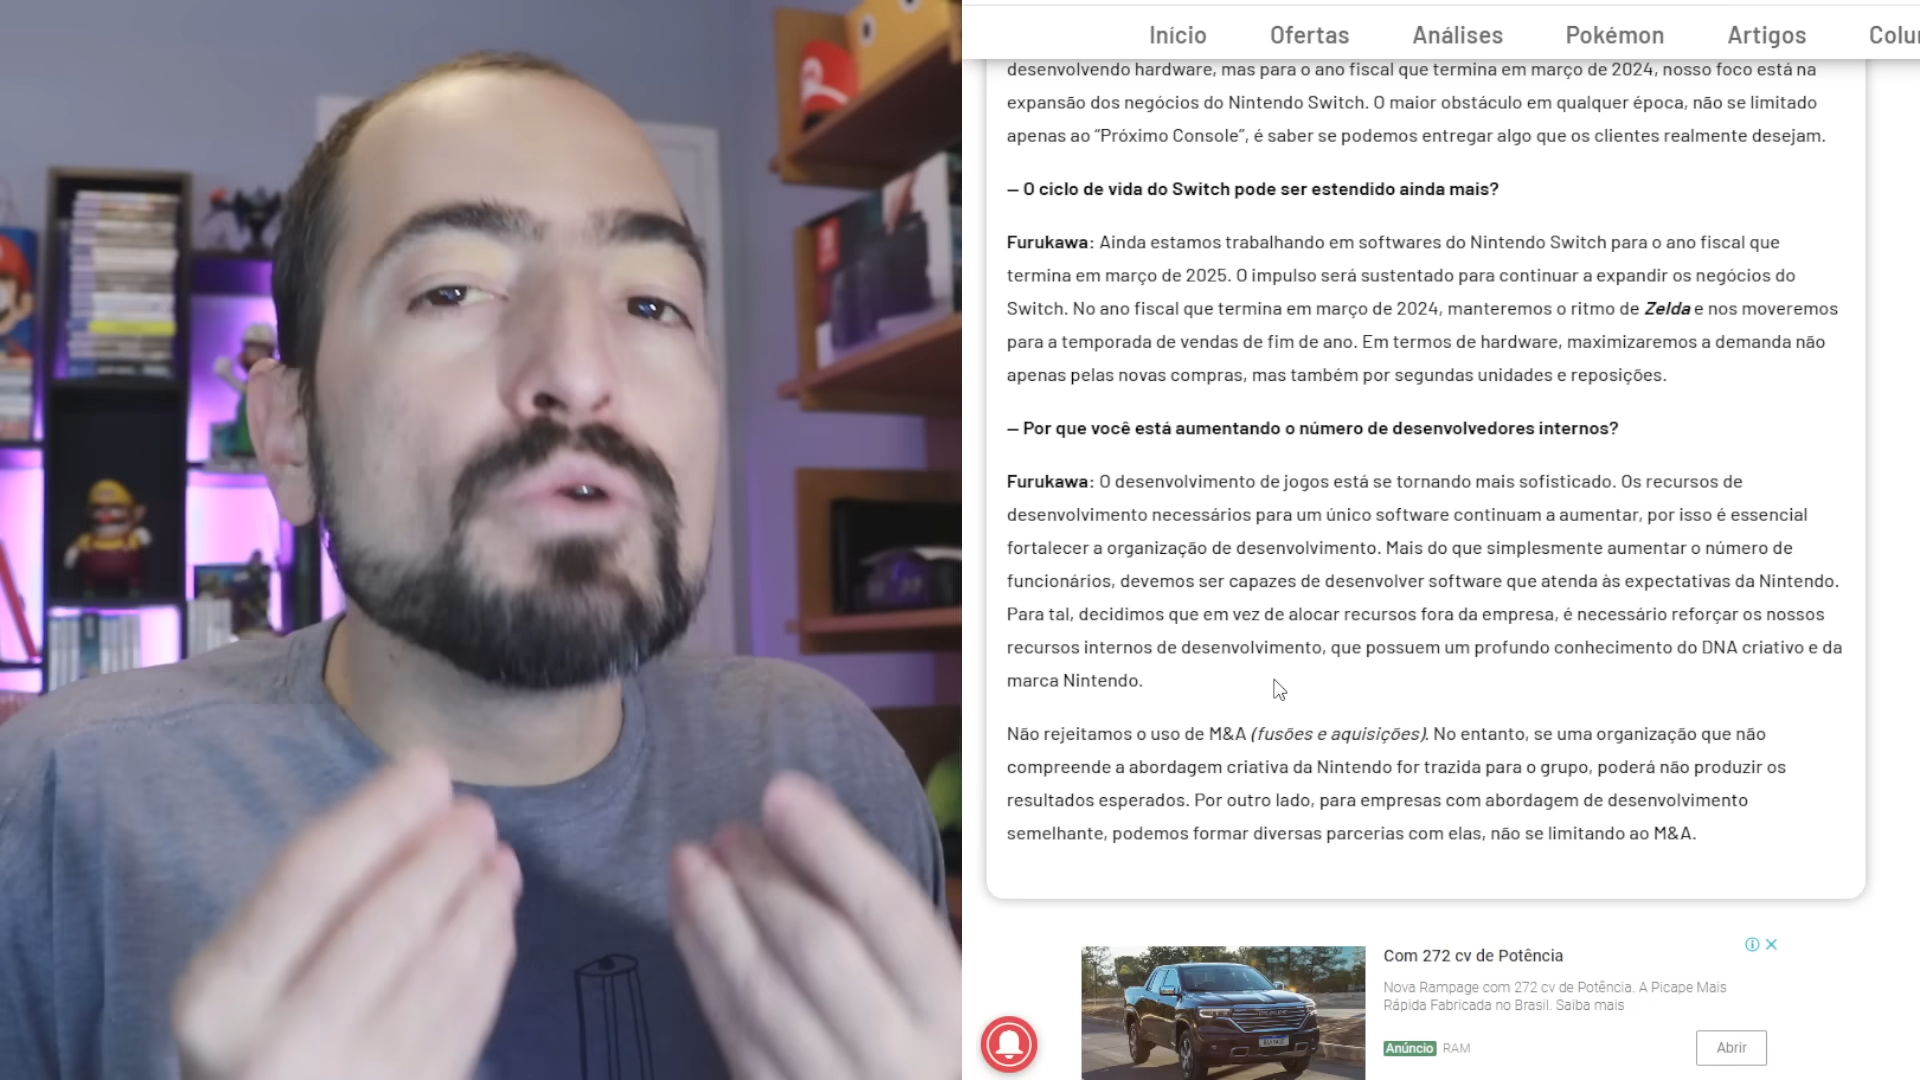 Início Ofertas Análises Pokémon Artigos Colu
desenvolvendo hardware, mas para o ano fiscal que termina em março de 2024, nosso foco está na
expansão dos negócios do Nintendo Switch. O maior obstáculo em qualquer época, não se limitado
apenas ao “Próximo Console”, é saber se podemos entregar algo que os clientes realmente desejam.
— O ciclo de vida do Switch pode ser estendido ainda mais?
Furukawa: Ainda estamos trabalhando em softwares do Nintendo Switch para o ano fiscal que
termina em março de 2025. O impulso será sustentado para continuar a expandir os negócios do
Switch. No ano fiscal que termina em março de 2024, manteremos o ritmo de Zelda e nos moveremos
para a temporada de vendas de fim de ano. Em termos de hardware, maximizaremos a demanda não
apenas pelas novas compras, mas também por segundas unidades e reposições.
— Por que você está aumentando o número de desenvolvedores internos?
Furukawa: O desenvolvimento de jogos está se tornando mais sofisticado. Os recursos de
desenvolvimento necessários para um único software continuam a aumentar, por isso é essencial
fortalecer a organização de desenvolvimento. Mais do que simplesmente aumentar o número de
funcionários, devemos ser capazes de desenvolver software que atenda às expectativas da Nintendo.
Para tal, decidimos que em vez de alocar recursos fora da empresa, é necessário reforçar os nossos
recursos internos de desenvolvimento, que possuem um profundo conhecimento do DNA criativo e da
marca Nintendo.
Não rejeitamos o uso de M&A (fusões e aquisições). No entanto, se uma organização que não
compreende a abordagem criativa da Nintendo for trazida para o grupo, poderá não produzir os
resultados esperados. Por outro lado, para empresas com abordagem de desenvolvimento
semelhante, podemos formar diversas parcerias com elas, não se limitando ao M&A.
Com 272 cv de Potência
Nova Rampage com 272 cv de Potência. A Picape Mais
Rápida Fabricada no Brasil. Saiba mais
Anúncio RAM
Abrir